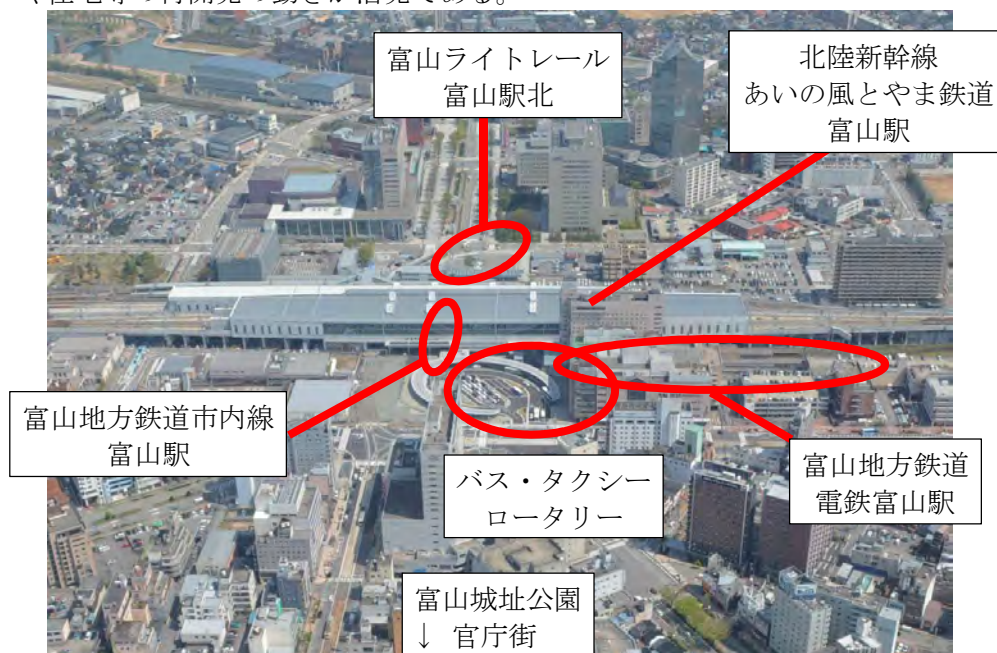 富山ライトレール
富山駅北
北陸新幹線
あいの風とやま鉄道
富山駅
富山地方鉄道市内線
富山駅
バス・タクシー
ロータリー
富山地方鉄道
電鉄富山駅
富山城址公園
↓ 官庁街